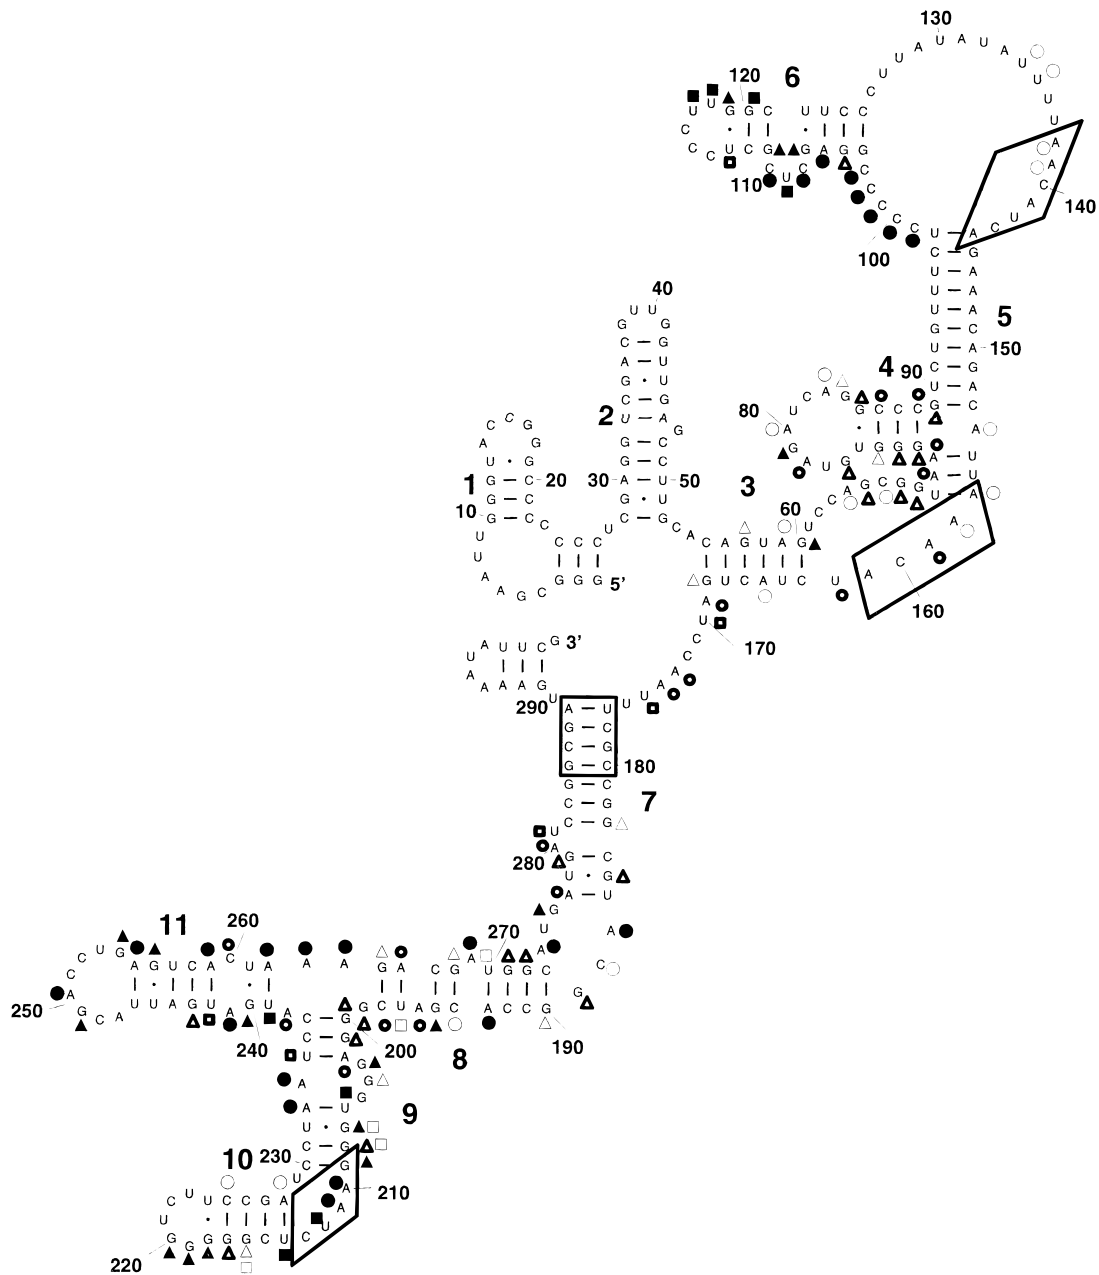 130
6
120
U U G G C U U C C C U U A U A U A U U U U A A C A U C A
U C C C U C G C U C G A G G C C C C C U
110
140
100
C U U U G U C U G
G A A A C A G A C A U U A
5
150
40
G U U G
C A G C U G G A G C
G U U G A G C C U U G
2
30
50
4
90
80
G A C U A G G C C C
A U G U G G G A U
G G C G A C C U
3
60
1
20
10
A C G G G C C C
U G G G
U U A A G C
C C C U
G G G 5'
C A C A G U A G
G U C A U C U
A C A A A
160
A U C C A A U U
170
A U U C G 3'
U A A A A G U
290
A G C G G C C
U C G C C G G
180
7
U A G U A G U A
280
C G U A C G
270
260
11
G U C C A G A G U C A C U A A A G A C G A U G G C
A C A U U A G U A G U A C C
G G C U A G C C A C C G
250
240
200
190
8
C U A A U C C U
G G A G G G U G G G A A U C
9
230
210
10
C U U C C G A
U G G G G G C U
220